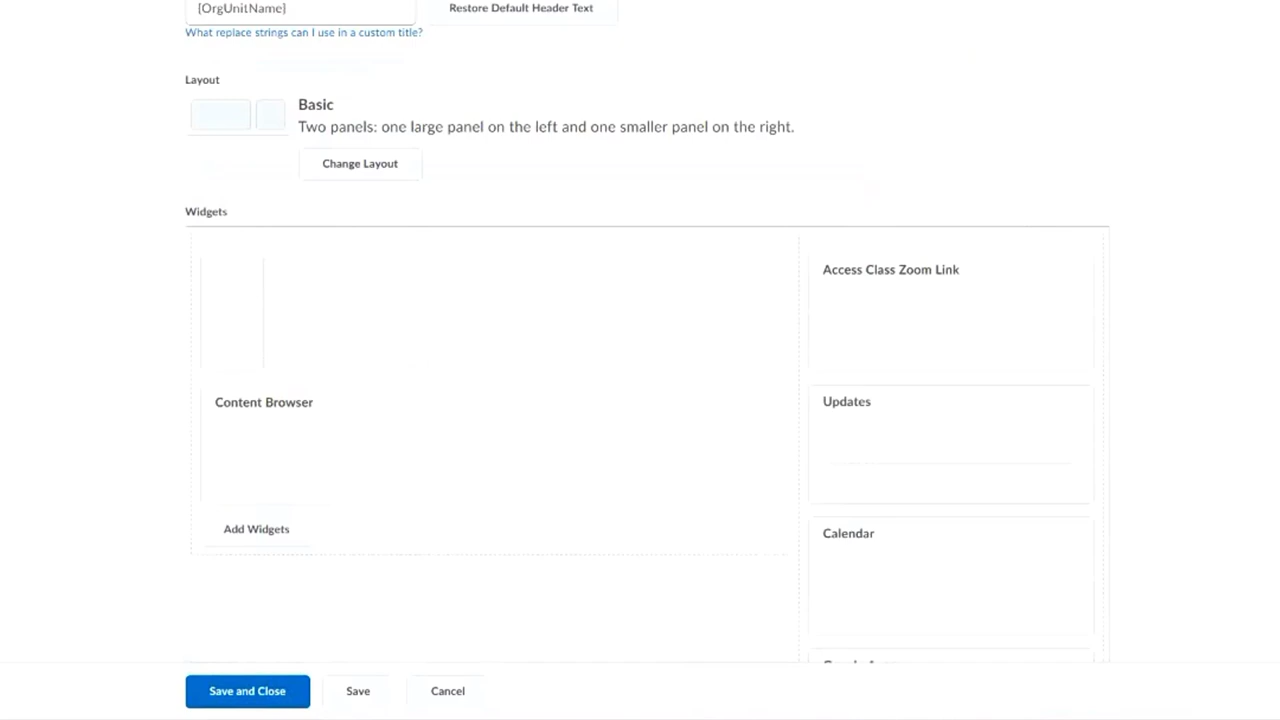 {OrgUnitName}
Restore Default Header Text
What replace strings can I use in a custom title?
Layout
Basic
Two panels: one large panel on the left and one smaller panel on the right.
Change Layout
Widgets
Access Class Zoom Link
Content Browser
Updates
Add Widgets
Calendar
Save and Close
Save
Cancel